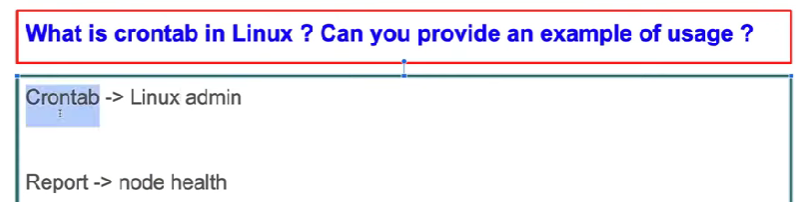 What is crontab in Linux ? Can you provide an example of usage ?
Crontab -> Linux admin
Report -> node health